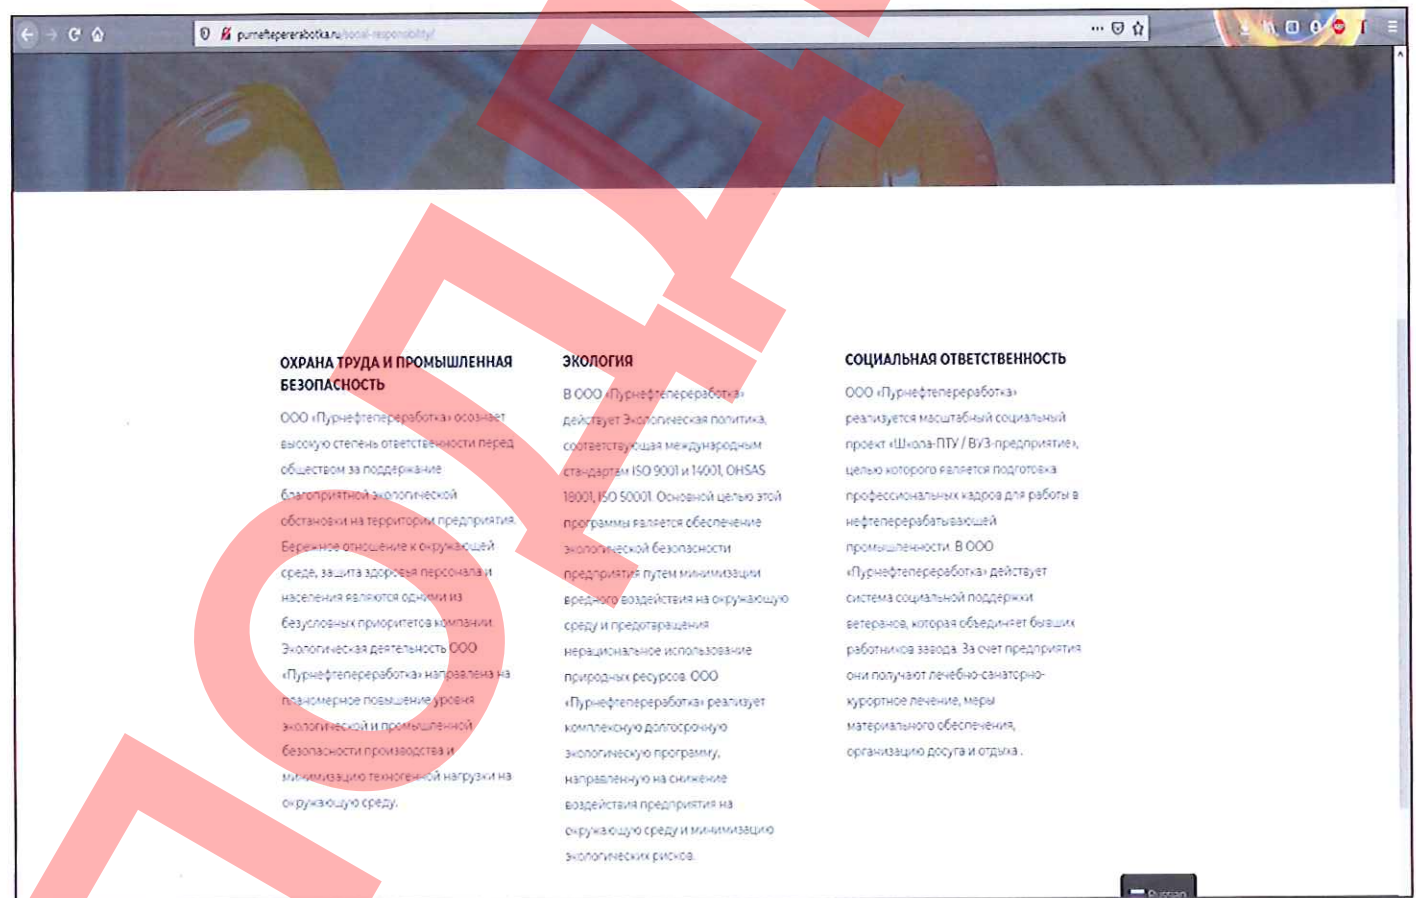 purneftepererabotka.ru/social-responsibility/
ОХРАНА ТРУДА И ПРОМЫШЛЕННАЯ
БЕЗОПАСНОСТЬ
ООО «Пурнефтепереработка» осознает
высокую степень ответственности перед
обществом за поддержание
благоприятной экологической
обстановки на территории предприятия.
Бережное отношение к окружающей
среде, защита здоровья персонала и
населения являются одними из
безусловных приоритетов компании.
Экологическая деятельность ООО
«Пурнефтепереработка» направлена на
планомерное повышение уровня
экологической и промышленной
безопасности производства и
минимизацию техногенной нагрузки на
окружающую среду.
ЭКОЛОГИЯ
В ООО «Пурнефтепереработка»
действует Экологическая политика,
соответствующая международным
стандартам ISO 9001 и 14001, OHSAS
18001, ISO 50001. Основной целью этой
программы является обеспечение
экологической безопасности
предприятия путем минимизации
вредного воздействия на окружающую
среду и предотвращения
нерациональное использование
природных ресурсов. ООО
«Пурнефтепереработка» реализует
комплексную долгосрочную
экологическую программу,
направленную на снижение
воздействия предприятия на
окружающую среду и минимизацию
экологических рисков.
СОЦИАЛЬНАЯ ОТВЕТСТВЕННОСТЬ
ООО «Пурнефтепереработка»
реализуется масштабный социальный
проект «Школа-ПТУ / ВУЗ-предприятие»,
целью которого является подготовка
профессиональных кадров для работы в
нефтеперерабатывающей
промышленности. В ООО
«Пурнефтепереработка» действует
система социальной поддержки
ветеранов, которая объединяет бывших
работников завода. За счет предприятия
они получают лечебно-санаторно-
курортное лечение, меры
материального обеспечения,
организацию досуга и отдыха .
Russian
ПОДД